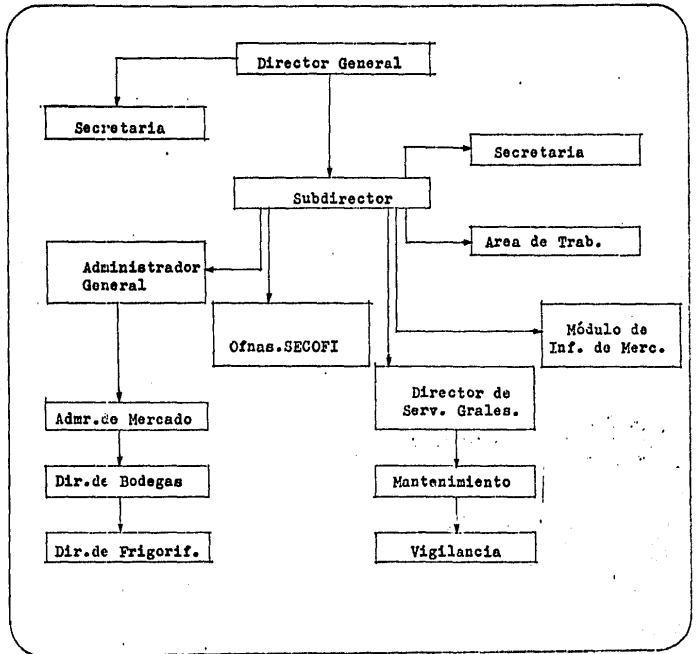 Director General
Secretaria
Secretaria
Subdirector
Area de Trab.
Administrador
General
Ofnas.SECOFI
Módulo de
Inf. de Merc.
Director de
Serv. Grales.
Admr.de Mercado
Dir.de Bodegas
Mantenimiento
Dir.de Frigorif.
Vigilancia